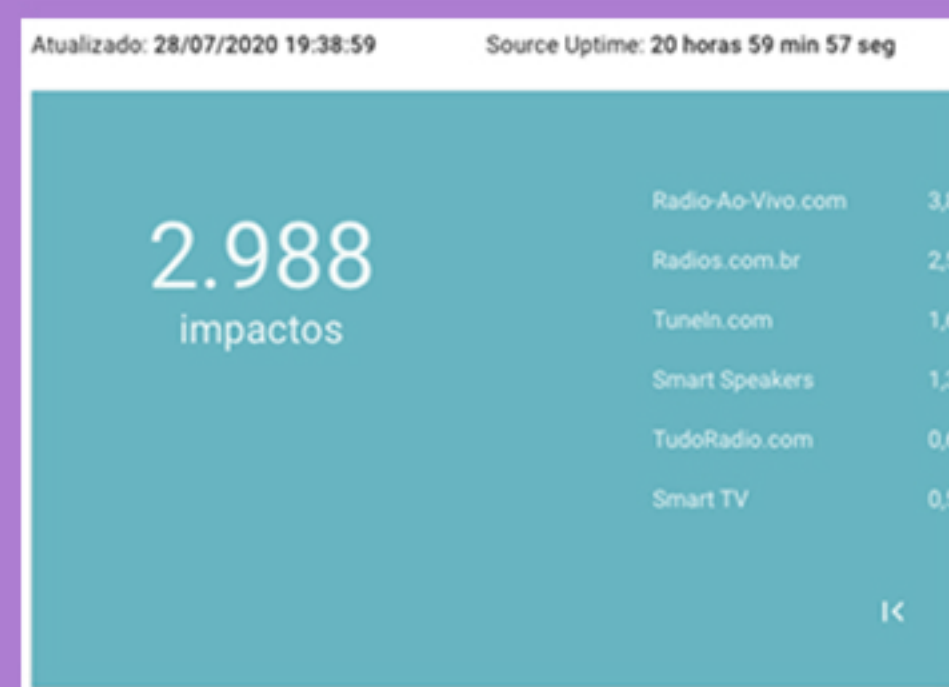 Atualizado: 28/07/2020 19:38:59 Source Uptime: 20 horas 59 min 57 seg
2.988
impactos
Radio-Ao-Vivo.com
Radios.com.br
TuneIn.com
Smart Speakers
TudoRadio.com
Smart TV